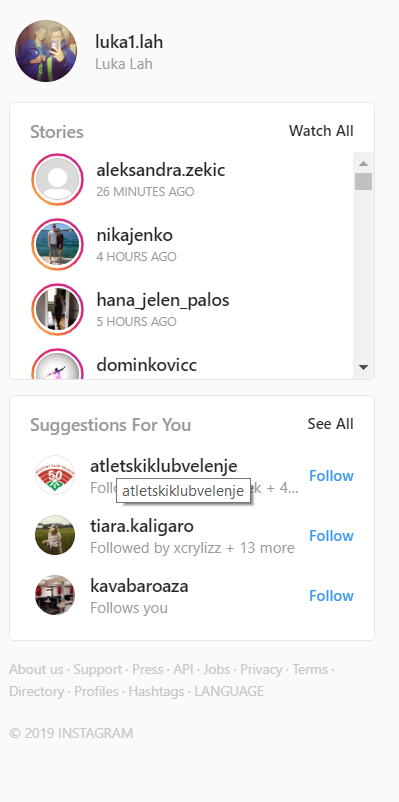 luka1.lah
Luka Lah
Stories
Watch All
aleksandra.zekic
26 MINUTES AGO
nikajenko
4 HOURS AGO
hana_jelen_palos
5 HOURS AGO
dominkovicc
Suggestions For You
See All
atletskiklubvelenje
+ 4...
Follow
atletskiklubvelenje
tiara.kaligaro
Followed by xcrylizz + 13 more
Follow
kavabaroaza
Follows you
Follow
About us · Support · Press · API · Jobs · Privacy · Terms ·
Directory · Profiles · Hashtags · LANGUAGE
© 2019 INSTAGRAM